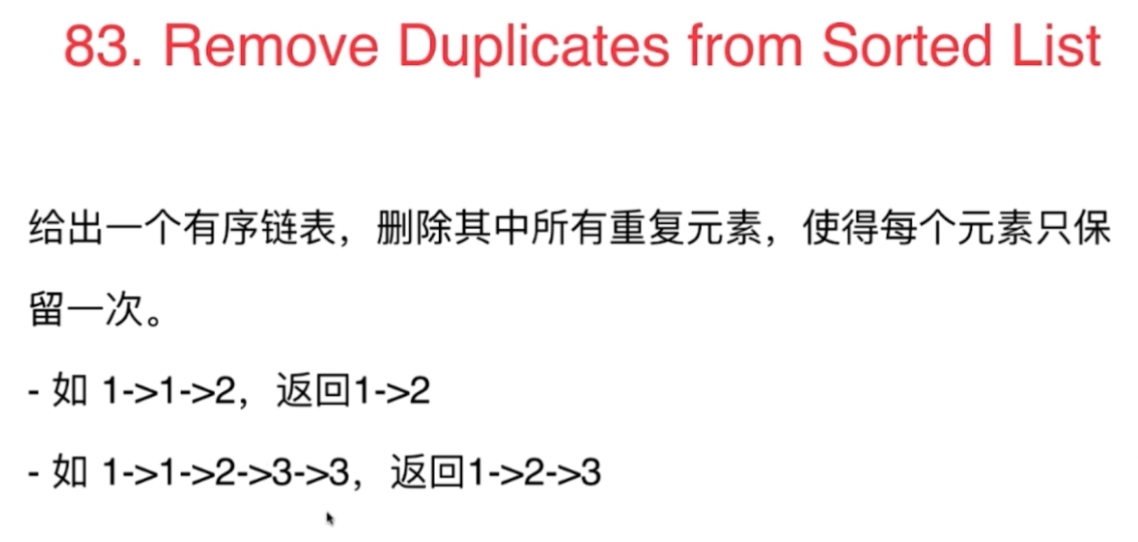 83. Remove Duplicates from Sorted List
给出一个有序链表，删除其中所有重复元素，使得每个元素只保
留一次。
- 如 1->1->2，返回1->2
- 如 1->1->2->3->3，返回1->2->3